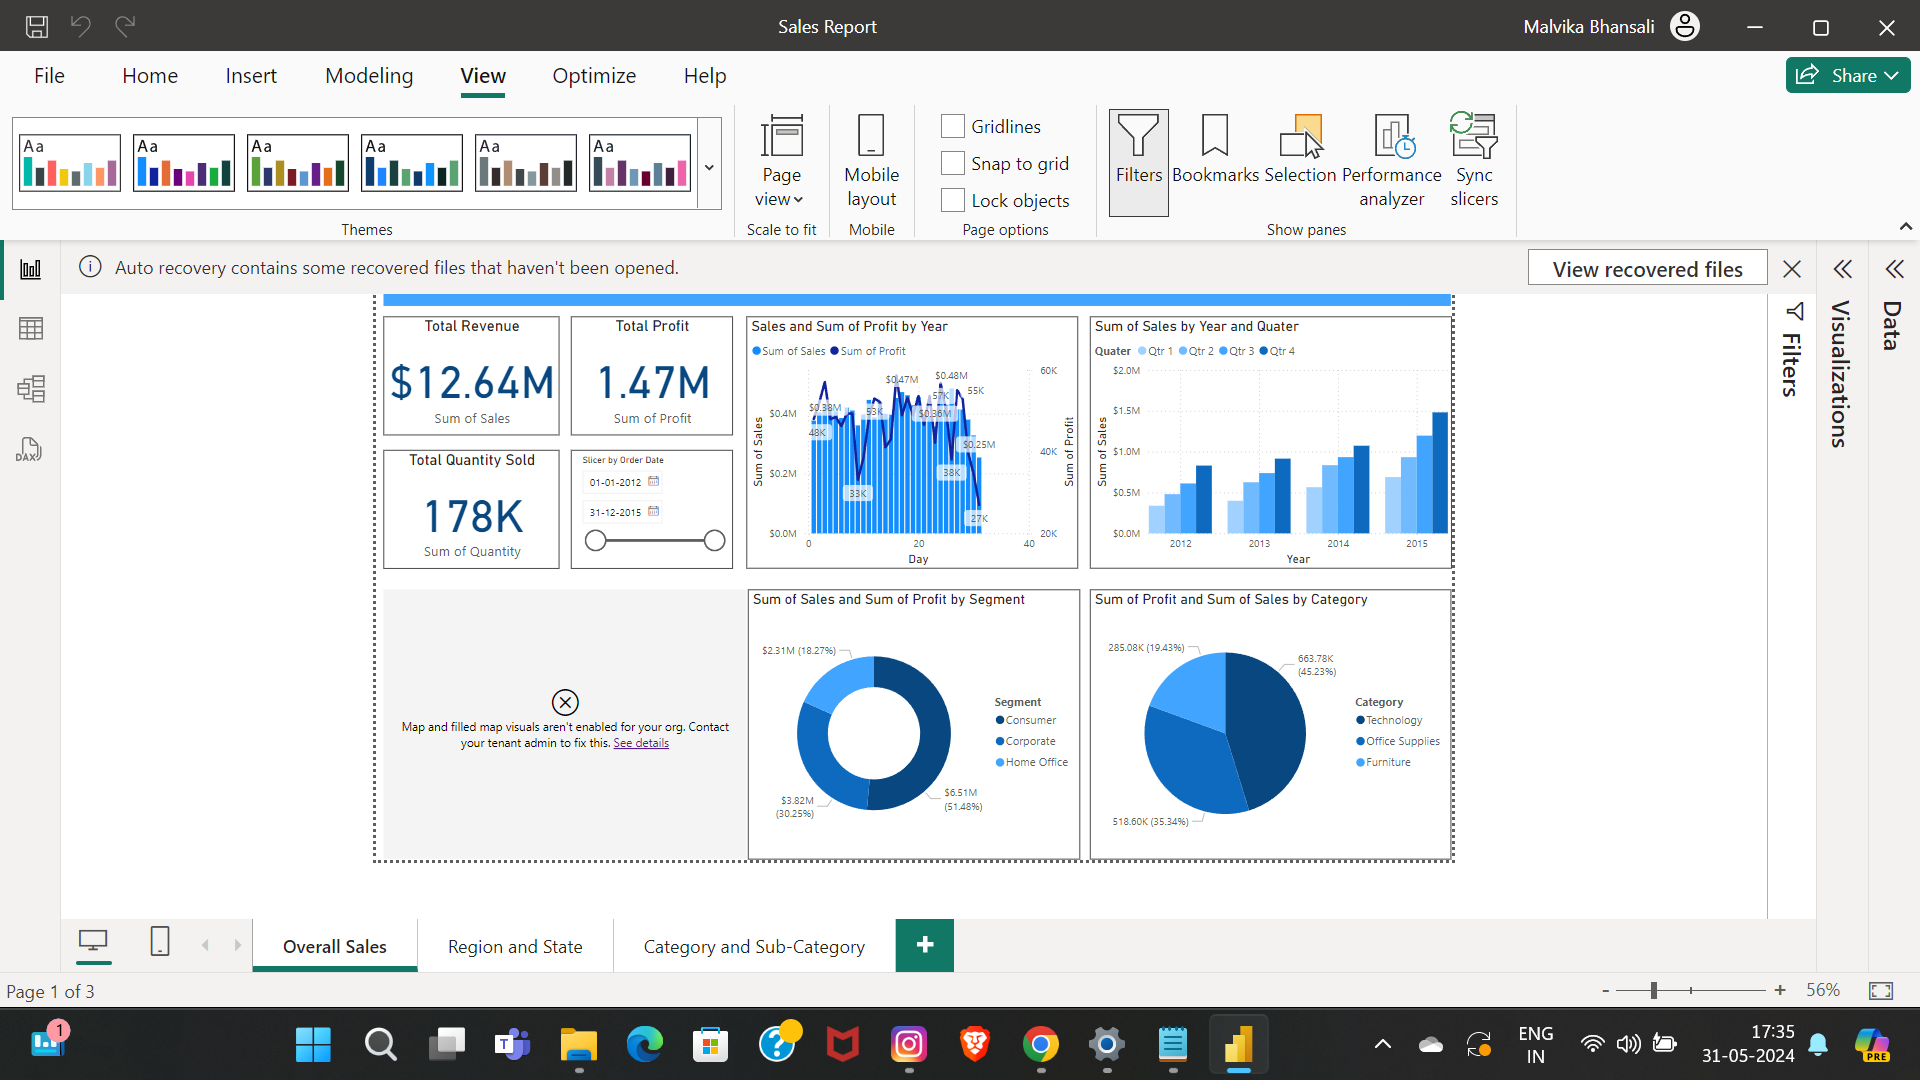 Sales Report
Malvika Bhansali
File Home Insert Modeling View Optimize Help
Share
Aa Aa Aa Aa Aa Aa
Themes
Page view
Scale to fit
Mobile layout
Mobile
Gridlines
Snap to grid
Lock objects
Page options
Filters
Bookmarks
Selection
Performance analyzer
Sync slicers
Show panes
Auto recovery contains some recovered files that haven't been opened.
View recovered files
DAX
Total Revenue
$12.64M
Sum of Sales
Total Profit
1.47M
Sum of Profit
Total Quantity Sold
178K
Sum of Quantity
Slicer by Order Date
01-01-2012
31-12-2015
Sales and Sum of Profit by Year
Sum of Sales Sum of Profit
Sum of Sales
$0.4M
$0.2M
$0.0M
$0.38M
48K
33K
53K
$0.47M
$0.48M
57K
$0.36M
55K
$0.25M
38K
27K
60K
40K
20K
Sum of Profit
0 20 40
Day
Sum of Sales by Year and Quater
Quater Qtr 1 Qtr 2 Qtr 3 Qtr 4
Sum of Sales
$2.0M
$1.5M
$1.0M
$0.5M
$0.0M
2012 2013 2014 2015
Year
Map and filled map visuals aren't enabled for your org. Contact
your tenant admin to fix this. See details
Sum of Sales and Sum of Profit by Segment
$2.31M (18.27%)
$3.82M
(30.25%)
$6.51M
(51.48%)
Segment
Consumer
Corporate
Home Office
Sum of Profit and Sum of Sales by Category
285.08K (19.43%)
663.78K
(45.23%)
518.60K (35.34%)
Category
Technology
Office Supplies
Furniture
Filters
Visualizations
Data
Overall Sales
Region and State
Category and Sub-Category
+
Page 1 of 3
- + 56%
1
T
?
ENG
IN
17:35
31-05-2024
PRE